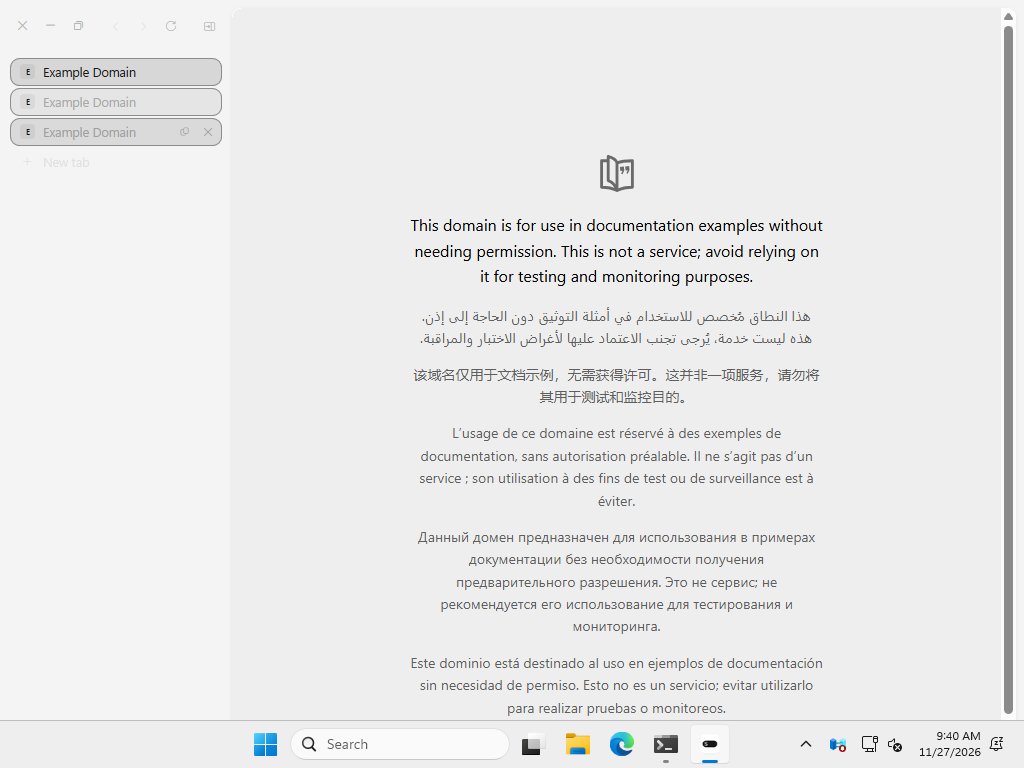 E Example Domain
E Example Domain
E Example Domain
+ New tab
This domain is for use in documentation examples without
needing permission. This is not a service; avoid relying on
it for testing and monitoring purposes.
هذا النطاق مُخصص للاستخدام في أمثلة التوثيق دون الحاجة إلى إذن.
هذه ليست خدمة، يُرجى تجنب الاعتماد عليها لأغراض الاختبار والمراقبة.
该域名仅用于文档示例，无需获得许可。这并非一项服务，请勿将
其用于测试和监控目的。
L’usage de ce domaine est réservé à des exemples de
documentation, sans autorisation préalable. Il ne s’agit pas d’un
service ; son utilisation à des fins de test ou de surveillance est à
éviter.
Данный домен предназначен для использования в примерах
документации без необходимости получения
предварительного разрешения. Это не сервис; не
рекомендуется его использование для тестирования и
мониторинга.
Este dominio está destinado al uso en ejemplos de documentación
sin necesidad de permiso. Esto no es un servicio; evitar utilizarlo
para realizar pruebas o monitoreos.
Search
9:40 AM
11/27/2026